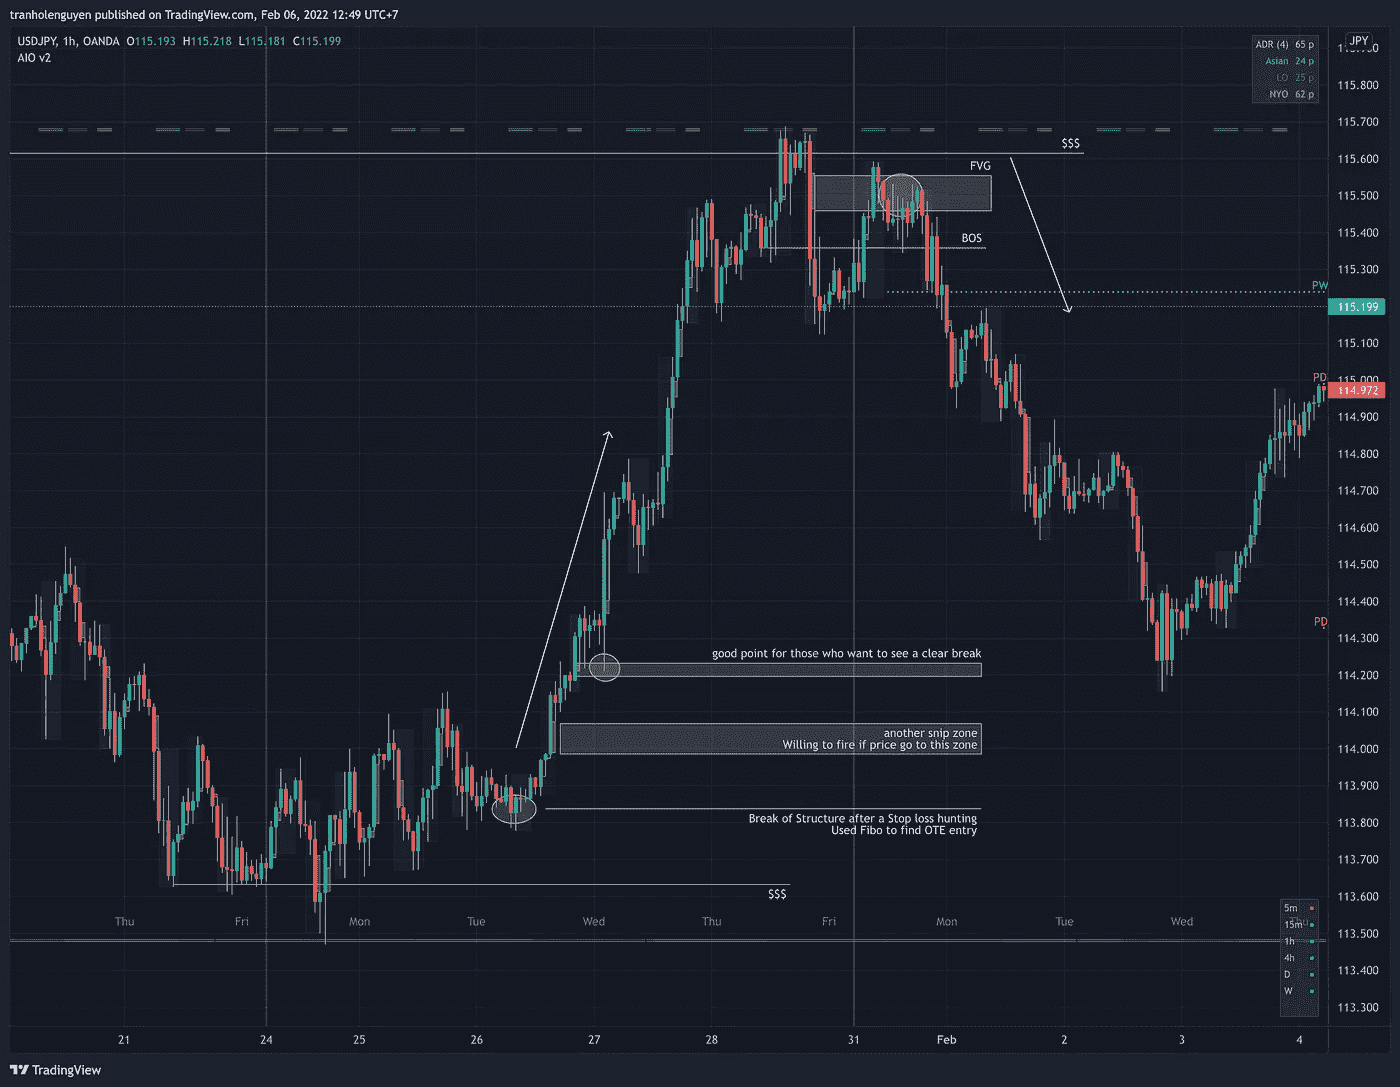 tranholenguyen published on TradingView.com, Feb 06, 2022 12:49 UTC+7
USDJPY, 1h, OANDA O115.193 H115.218 L115.181 C115.199
AIO v2
ADR (4) 65 p
Asian 24 p
LO 25 p
NYO 62 p
JPY
115.800
115.700
$$$
115.600
FVG
115.500
115.400
BOS
115.300
PW
115.199
115.100
115.000
PD
114.972
114.900
114.800
114.700
114.600
114.500
114.400
PD
114.300
good point for those who want to see a clear break
114.200
114.100
another snip zone
Willing to fire if price go to this zone
114.000
113.900
Break of Structure after a Stop loss hunting
Used Fibo to find OTE entry
113.800
113.700
$$$
113.600
113.500
113.400
113.300
Thu Fri Mon Tue Wed Thu Fri Mon Tue Wed Thu
5m
15m
1h
4h
D
W
21 24 25 26 27 28 31 Feb 2 3 4
TradingView